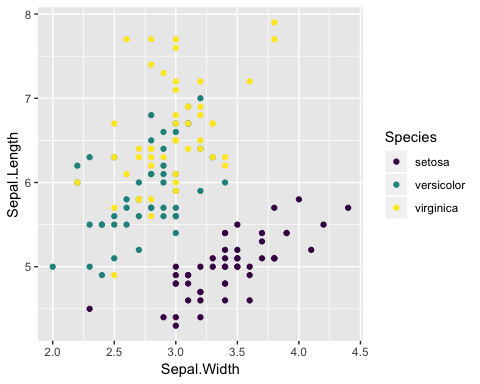 8
7
6
5
Sepal.Length
2.0 2.5 3.0 3.5 4.0 4.5
Sepal.Width
Species
setosa
versicolor
virginica